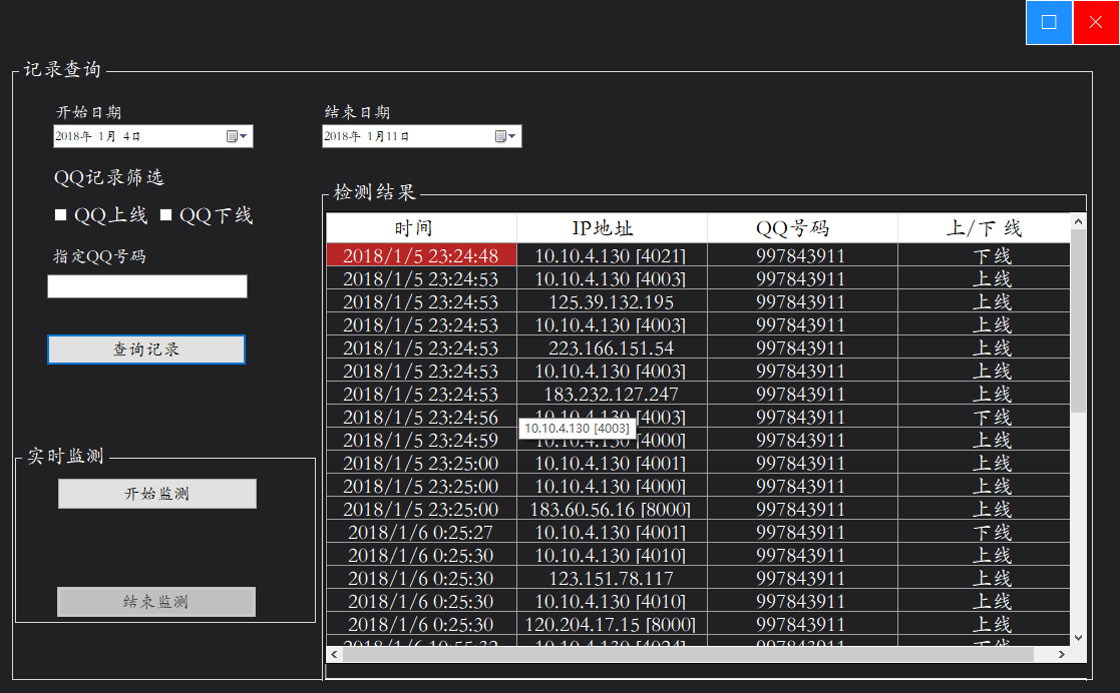 记录查询
开始日期 结束日期
2018年 1月 4日 2018年 1月11日
QQ记录筛选
QQ上线 QQ下线
指定QQ号码
查询记录
实时监测
开始监测
结束监测
检测结果
时间 IP地址 QQ号码 上/下 线
2018/1/5 23:24:48 10.10.4.130 [4021] 997843911 下线
2018/1/5 23:24:53 10.10.4.130 [4003] 997843911 上线
2018/1/5 23:24:53 125.39.132.195 997843911 上线
2018/1/5 23:24:53 10.10.4.130 [4003] 997843911 上线
2018/1/5 23:24:53 223.166.151.54 997843911 上线
2018/1/5 23:24:53 10.10.4.130 [4003] 997843911 上线
2018/1/5 23:24:53 183.232.127.247 997843911 上线
2018/1/5 23:24:56 10.10.4.130 [4003] 997843911 下线
10.10.4.130 [4003]
2018/1/5 23:24:59 10.10.4.130 [4000] 997843911 上线
2018/1/5 23:25:00 10.10.4.130 [4001] 997843911 上线
2018/1/5 23:25:00 10.10.4.130 [4000] 997843911 上线
2018/1/5 23:25:00 183.60.56.16 [8000] 997843911 上线
2018/1/6 0:25:27 10.10.4.130 [4001] 997843911 下线
2018/1/6 0:25:30 10.10.4.130 [4010] 997843911 上线
2018/1/6 0:25:30 123.151.78.117 997843911 上线
2018/1/6 0:25:30 10.10.4.130 [4010] 997843911 上线
2018/1/6 0:25:30 120.204.17.15 [8000] 997843911 上线